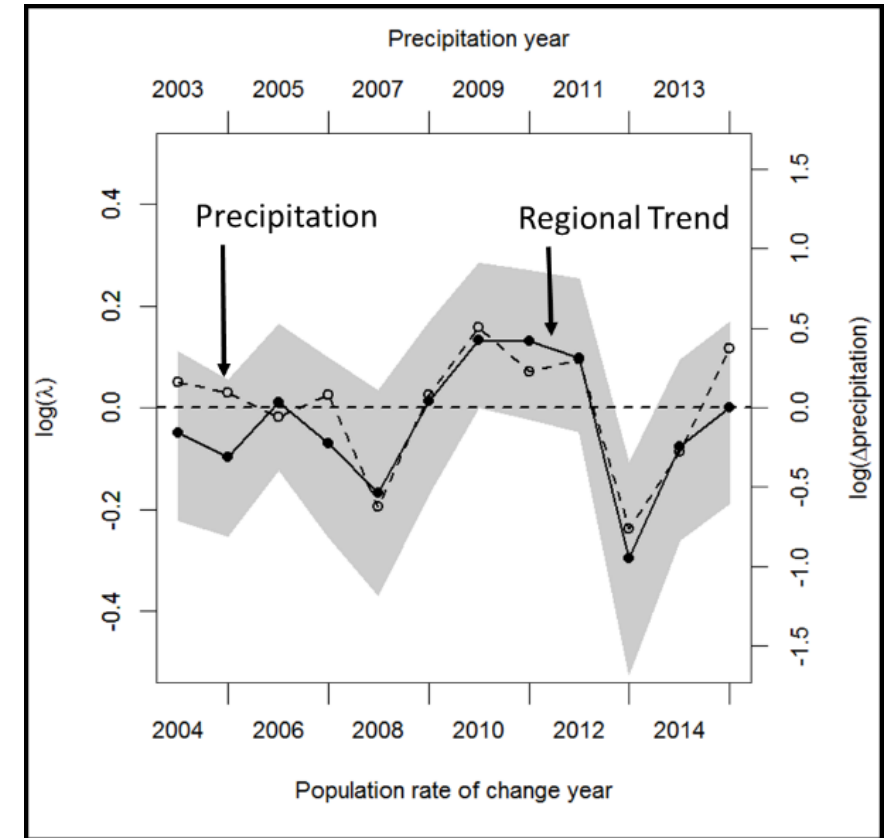 Precipitation year
2003 2005 2007 2009 2011 2013
Precipitation
Regional Trend
log(λ)
0.4
0.2
0.0
-0.2
-0.4
1.5
1.0
0.5
0.0
-0.5
-1.0
-1.5
log(Δprecipitation)
2004 2006 2008 2010 2012 2014
Population rate of change year